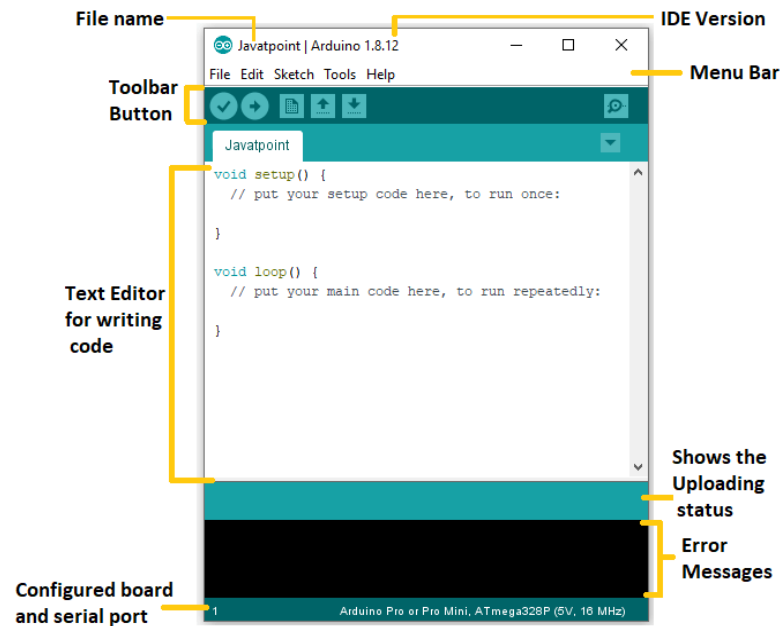 File name
IDE Version
Javatpoint | Arduino 1.8.12
File Edit Sketch Tools Help
Menu Bar
Toolbar
Button
Javatpoint
void setup() {
// put your setup code here, to run once:
}
void loop() {
// put your main code here, to run repeatedly:
}
Text Editor
for writing
code
Shows the
Uploading
status
Error
Messages
Configured board
and serial port
1
Arduino Pro or Pro Mini, ATmega328P (5V, 16 MHz)